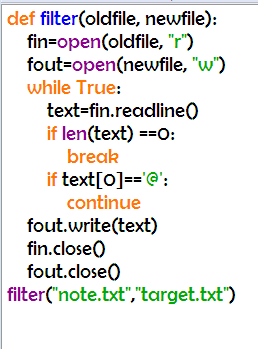 def filter(oldfile, newfile):
    fin=open(oldfile, "r")
    fout=open(newfile, "w")
    while True:
        text=fin.readline()
        if len(text) ==0:
            break
        if text[0]=='@':
            continue
    fout.write(text)
    fin.close()
    fout.close()
filter("note.txt","target.txt")